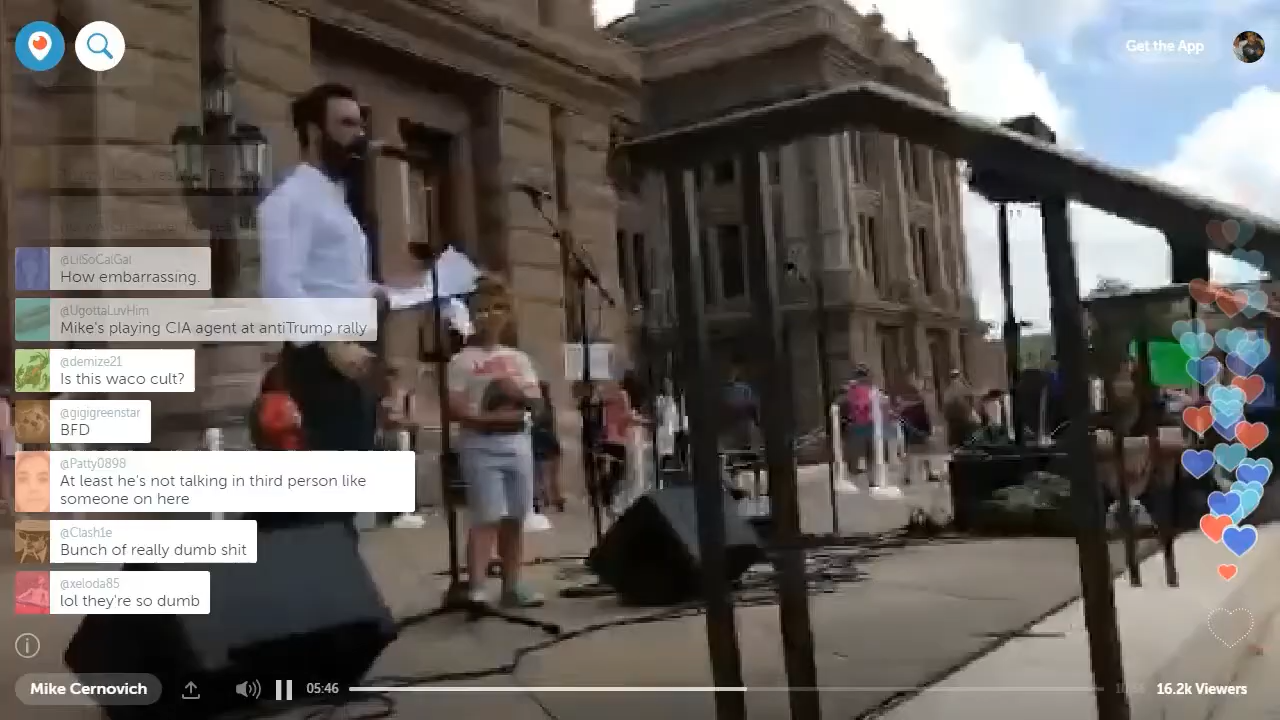 Get the App
@LilSoCalGal
How embarrassing.
@UgottaLuvHim
Mike's playing CIA agent at antiTrump rally
@demize21
Is this waco cult?
@gigigreenstar
BFD
@Patty0898
At least he's not talking in third person like
someone on here
@Clash1e
Bunch of really dumb shit
@xeloda85
lol they're so dumb
Mike Cernovich
05:46
16.2k Viewers